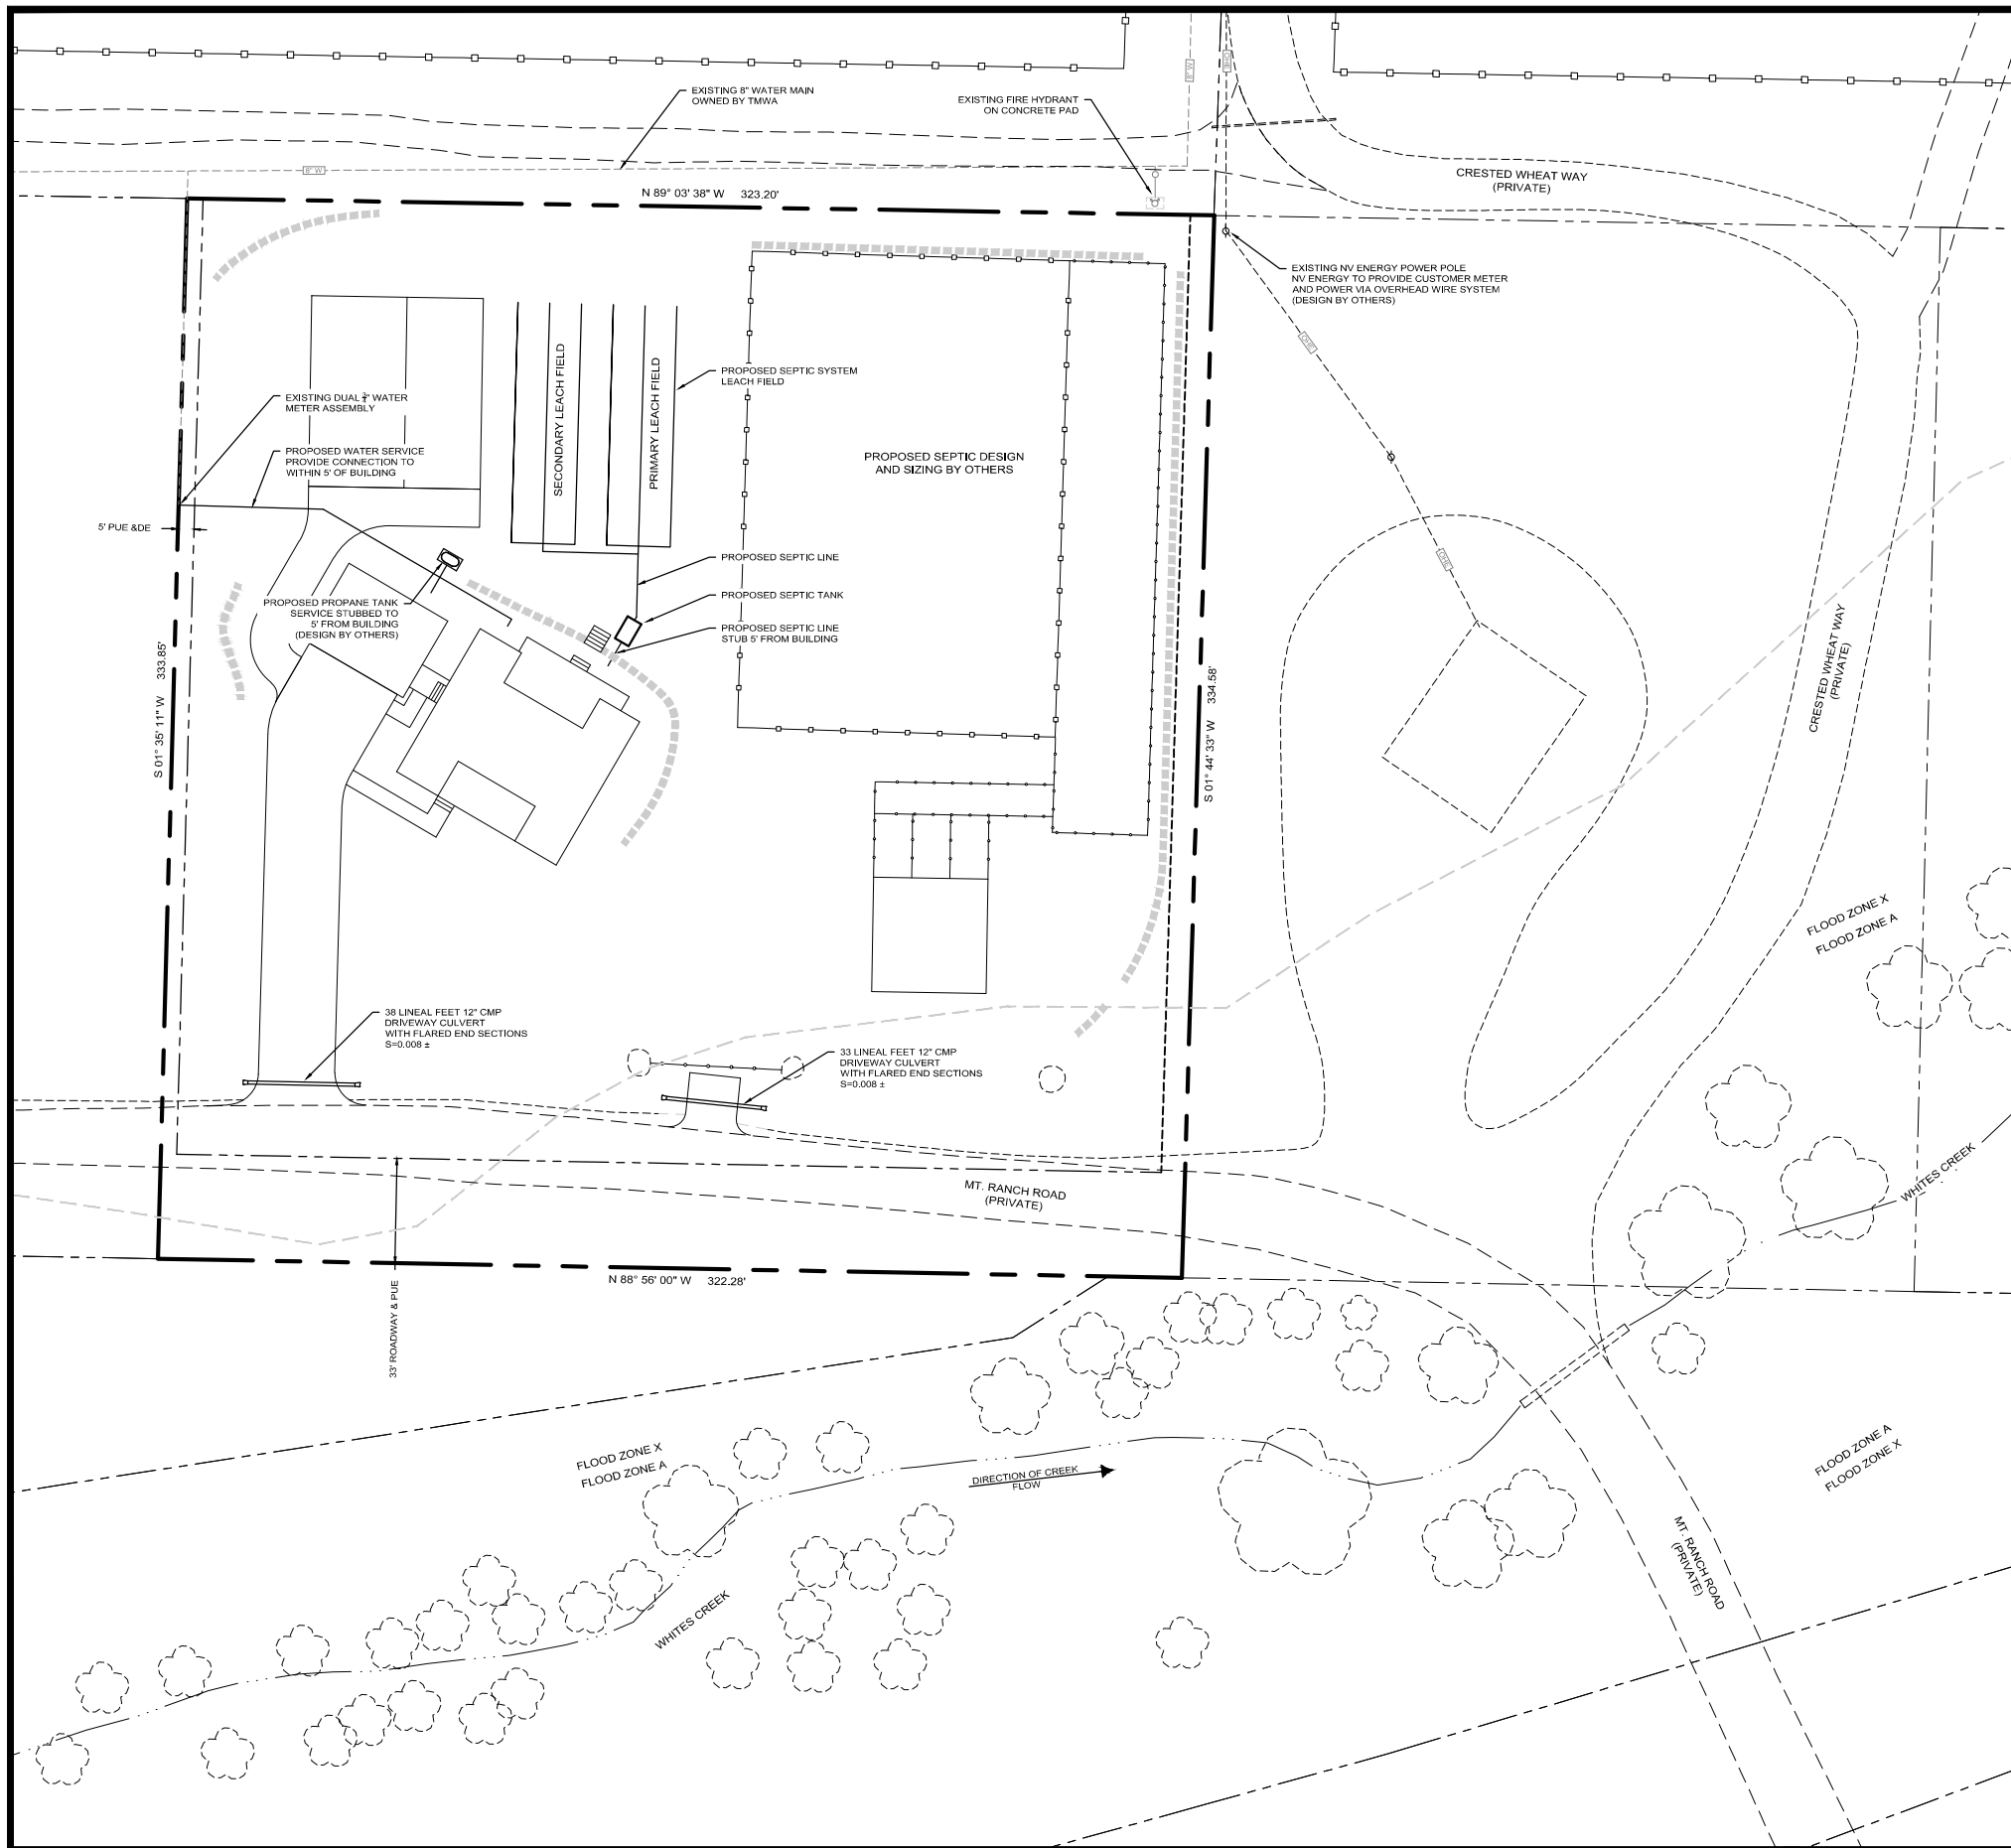 EXISTING 8" WATER MAIN
OWNED BY TMWA
EXISTING FIRE HYDRANT
ON CONCRETE PAD
8" W
OHE
8" W
CRESTED WHEAT WAY
(PRIVATE)
N 89° 03' 38" W 323.20'
EXISTING NV ENERGY POWER POLE
NV ENERGY TO PROVIDE CUSTOMER METER
AND POWER VIA OVERHEAD WIRE SYSTEM
(DESIGN BY OTHERS)
OHE
PROPOSED SEPTIC SYSTEM
LEACH FIELD
SECONDARY LEACH FIELD
PRIMARY LEACH FIELD
EXISTING DUAL ¾" WATER
METER ASSEMBLY
PROPOSED WATER SERVICE
PROVIDE CONNECTION TO
WITHIN 5' OF BUILDING
PROPOSED SEPTIC DESIGN
AND SIZING BY OTHERS
5' PUE &DE
PROPOSED SEPTIC LINE
OHE
PROPOSED SEPTIC TANK
PROPOSED PROPANE TANK
SERVICE STUBBED TO
5' FROM BUILDING
(DESIGN BY OTHERS)
PROPOSED SEPTIC LINE
STUB 5' FROM BUILDING
S 01° 35' 11" W 333.85'
S 01° 44' 33" W 334.58'
CRESTED WHEAT WAY
(PRIVATE)
FLOOD ZONE X
FLOOD ZONE A
38 LINEAL FEET 12" CMP
DRIVEWAY CULVERT
WITH FLARED END SECTIONS
S=0.008 ±
33 LINEAL FEET 12" CMP
DRIVEWAY CULVERT
WITH FLARED END SECTIONS
S=0.008 ±
WHITES CREEK
MT. RANCH ROAD
(PRIVATE)
N 88° 56' 00" W 322.28'
33' ROADWAY & PUE
FLOOD ZONE X
FLOOD ZONE A
DIRECTION OF CREEK
FLOW
FLOOD ZONE A
FLOOD ZONE X
MT. RANCH ROAD
(PRIVATE)
WHITES CREEK